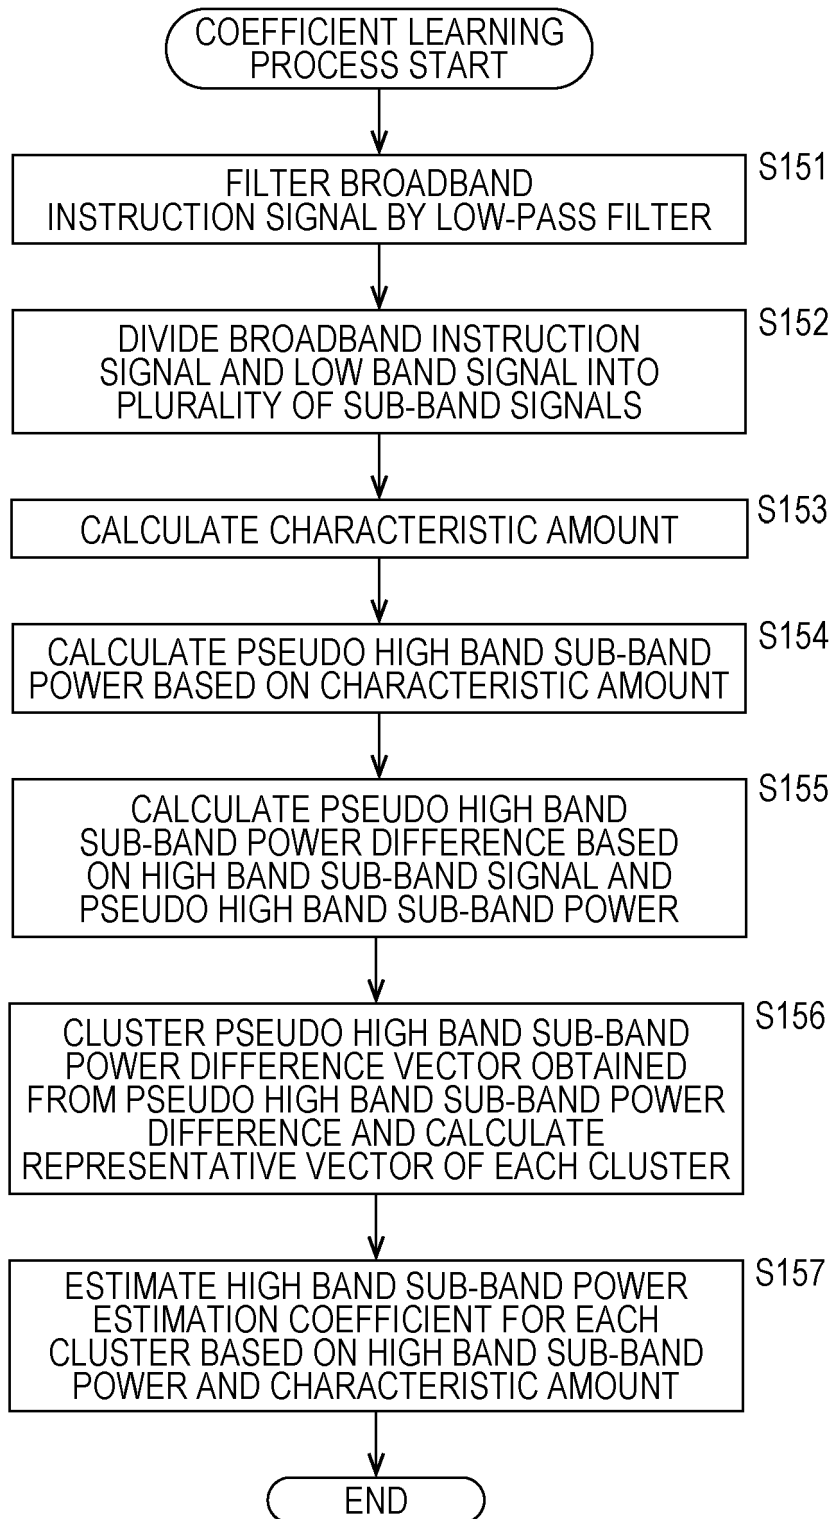 COEFFICIENT LEARNING
PROCESS START
S151
FILTER BROADBAND
INSTRUCTION SIGNAL BY LOW-PASS FILTER
S152
DIVIDE BROADBAND INSTRUCTION
SIGNAL AND LOW BAND SIGNAL INTO
PLURALITY OF SUB-BAND SIGNALS
S153
CALCULATE CHARACTERISTIC AMOUNT
S154
CALCULATE PSEUDO HIGH BAND SUB-BAND
POWER BASED ON CHARACTERISTIC AMOUNT
S155
CALCULATE PSEUDO HIGH BAND
SUB-BAND POWER DIFFERENCE BASED
ON HIGH BAND SUB-BAND SIGNAL AND
PSEUDO HIGH BAND SUB-BAND POWER
S156
CLUSTER PSEUDO HIGH BAND SUB-BAND
POWER DIFFERENCE VECTOR OBTAINED
FROM PSEUDO HIGH BAND SUB-BAND POWER
DIFFERENCE AND CALCULATE
REPRESENTATIVE VECTOR OF EACH CLUSTER
S157
ESTIMATE HIGH BAND SUB-BAND POWER
ESTIMATION COEFFICIENT FOR EACH
CLUSTER BASED ON HIGH BAND SUB-BAND
POWER AND CHARACTERISTIC AMOUNT
END